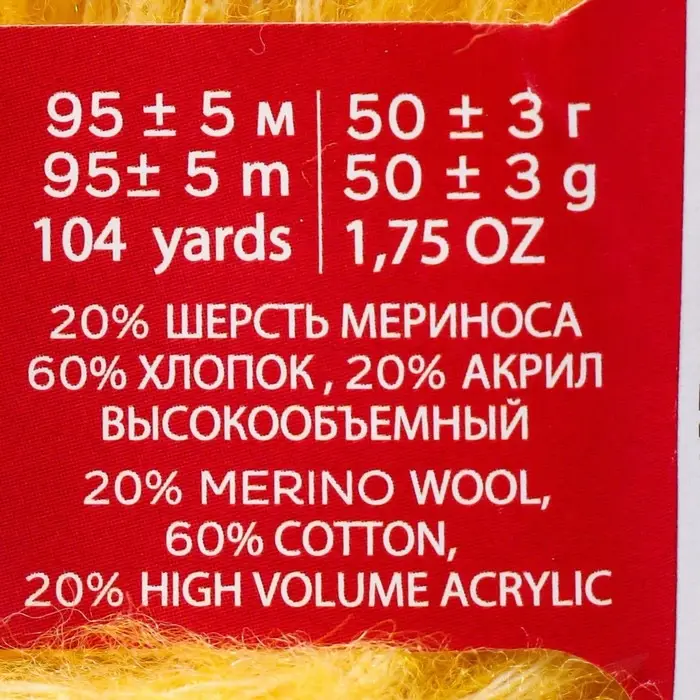 95 ± 5 м 50 ± 3 г
95± 5 m 50 ± 3 g
104 yards 1,75 OZ
20% ШЕРСТЬ МЕРИНОСА
60% ХЛОПОК, 20% АКРИЛ
ВЫСОКООБЪЕМНЫЙ
20% MERINO WOOL,
60% COTTON,
20% HIGH VOLUME ACRYLIC